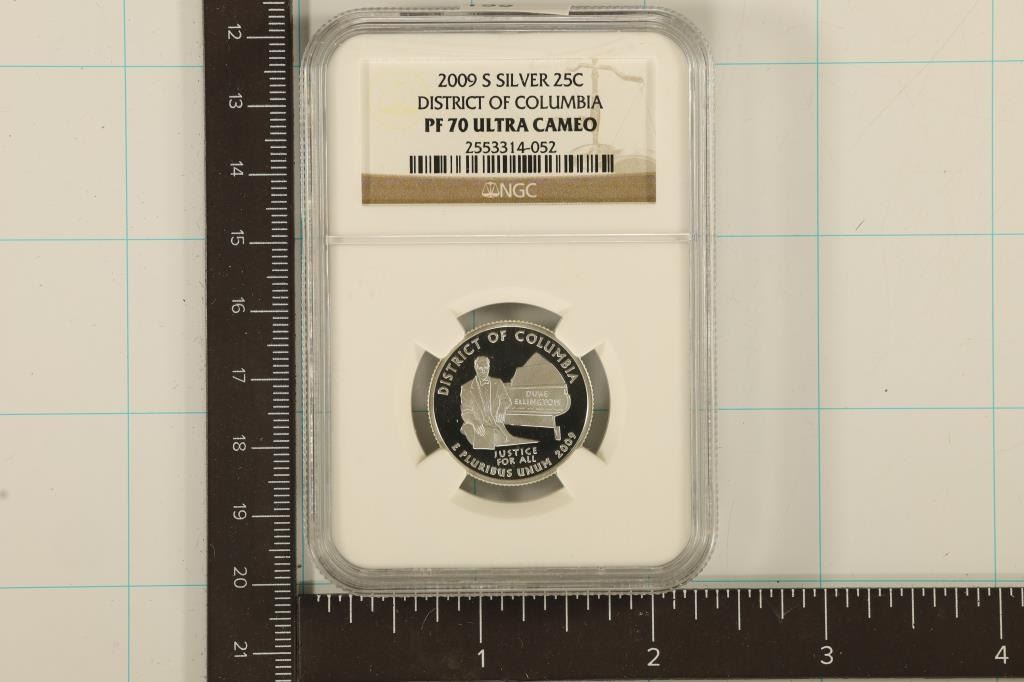 2009 S SILVER 25C
DISTRICT OF COLUMBIA
PF 70 ULTRA CAMEO
2553314-052
NGC
DISTRICT OF COLUMBIA
DUKE
ELLINGTON
JUSTICE
FOR ALL
E PLURIBUS UNUM 2009
12
13
14
15
16
17
18
19
20
21
1
2
3
4